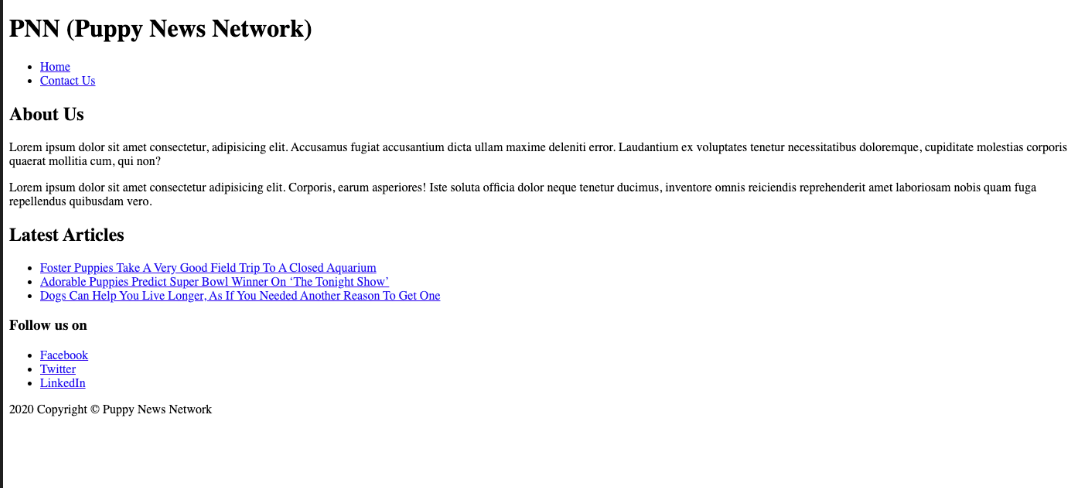 PNN (Puppy News Network)
Home
Contact Us
About Us
Lorem ipsum dolor sit amet consectetur, adipisicing elit. Accusamus fugiat accusantium dicta ullam maxime deleniti error. Laudantium ex voluptates tenetur necessitatibus doloremque, cupiditate molestias corporis
quaerat mollitia cum, qui non?
Lorem ipsum dolor sit amet consectetur adipisicing elit. Corporis, earum asperiores! Iste soluta officia dolor neque tenetur ducimus, inventore omnis reiciendis reprehenderit amet laboriosam nobis quam fuga
repellendus quibusdam vero.
Latest Articles
Foster Puppies Take A Very Good Field Trip To A Closed Aquarium
Adorable Puppies Predict Super Bowl Winner On ‘The Tonight Show’
Dogs Can Help You Live Longer, As If You Needed Another Reason To Get One
Follow us on
Facebook
Twitter
LinkedIn
2020 Copyright © Puppy News Network